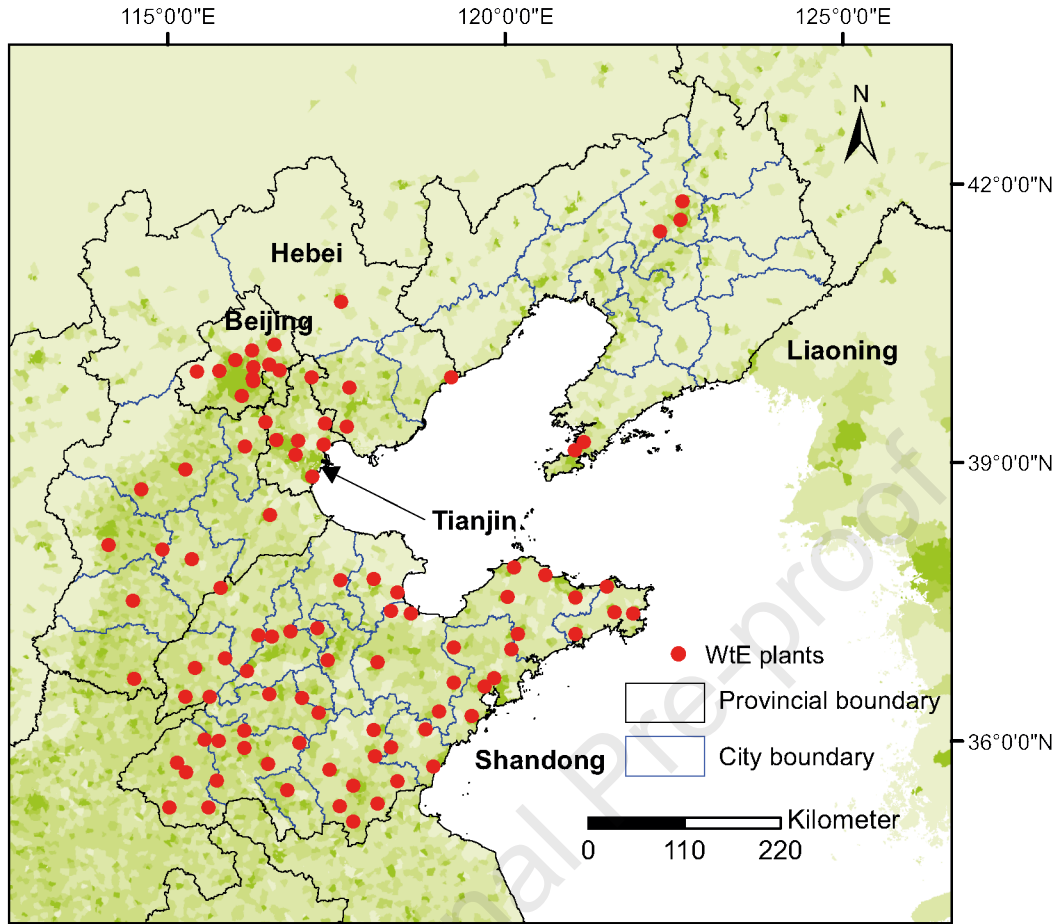 115°0'0"E 120°0'0"E 125°0'0"E
N
42°0'0"N
Hebei
Beijing
Liaoning
39°0'0"N
Tianjin
WtE plants
Provincial boundary
36°0'0"N
Shandong
City boundary
Kilometer
0 110 220
nal Pre-proof